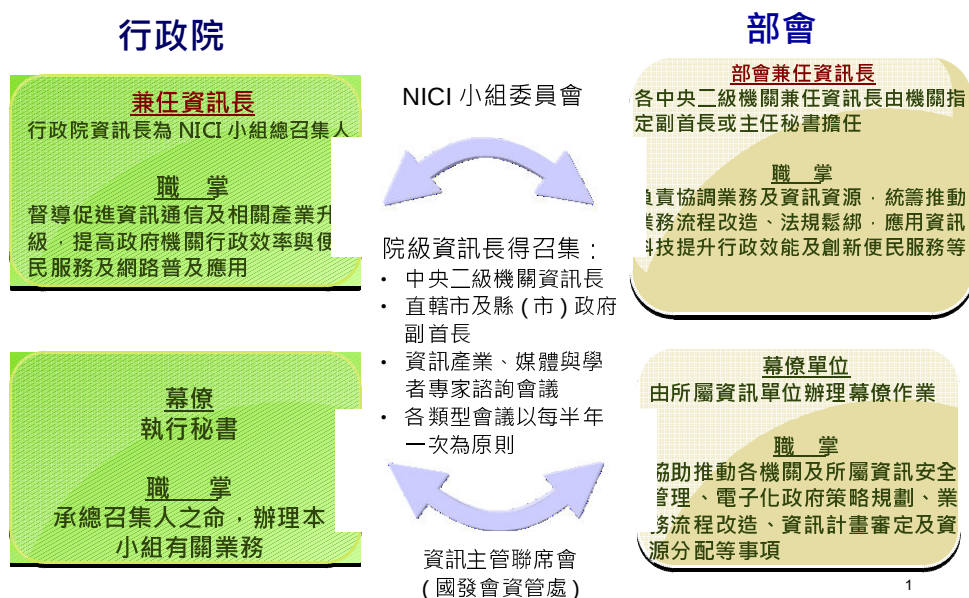 行政院
兼任資訊長
行政院資訊長為 NICI 小組總召集人
職　掌
督導促進資訊通信及相關產業升
級，提高政府機關行政效率與便
民服務及網路普及應用
幕僚
執行秘書
職　掌
承總召集人之命，辦理本
小組有關業務
NICI 小組委員會
院級資訊長得召集：
• 中央二級機關資訊長
• 直轄市及縣 ( 市 ) 政府
副首長
• 資訊產業、媒體與學
者專家諮詢會議
• 各類型會議以每半年
一次為原則
資訊主管聯席會
( 國發會資管處 )
部會
部會兼任資訊長
各中央二級機關兼任資訊長由機關指
定副首長或主任秘書擔任
職　掌
負責協調業務及資訊資源，統籌推動
業務流程改造、法規鬆綁，應用資訊
科技提升行政效能及創新便民服務等
幕僚單位
由所屬資訊單位辦理幕僚作業
職　掌
協助推動各機關及所屬資訊安全
管理、電子化政府策略規劃、業
務流程改造、資訊計畫審定及資
源分配等事項
1